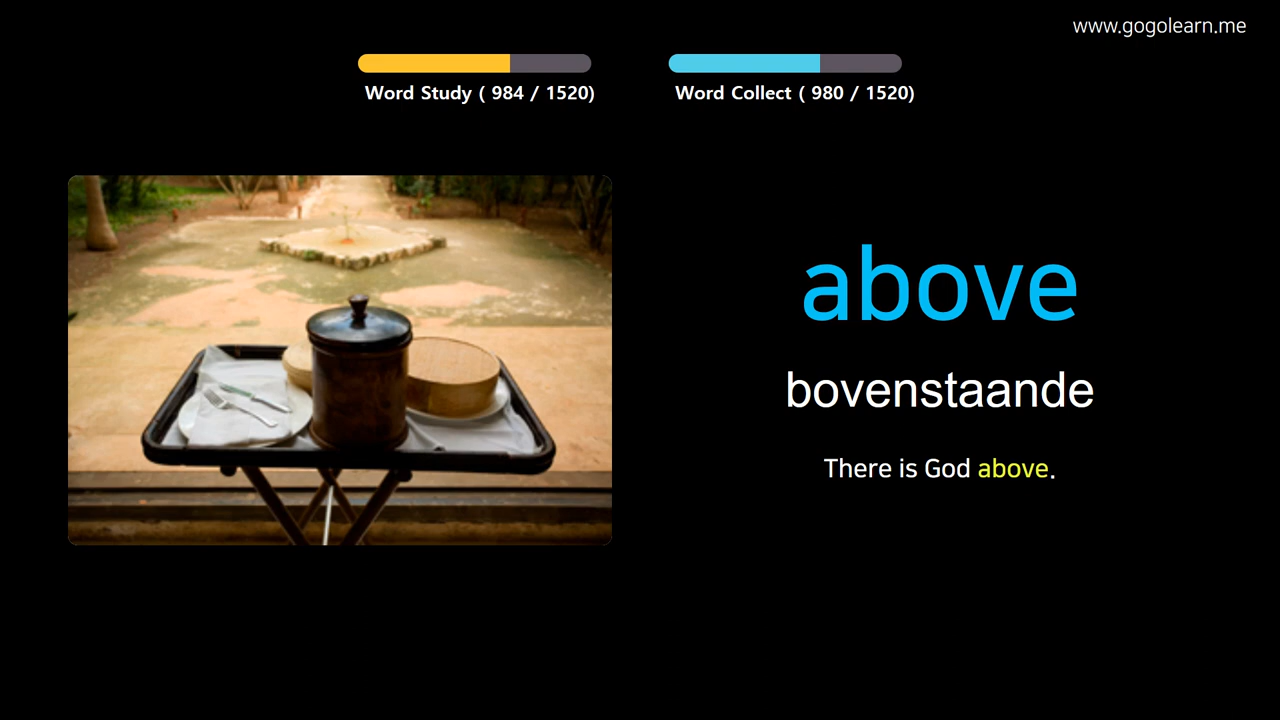 www.gogolearn.me
Word Study ( 984 / 1520)
Word Collect ( 980 / 1520)
above
bovenstaande
There is God above.